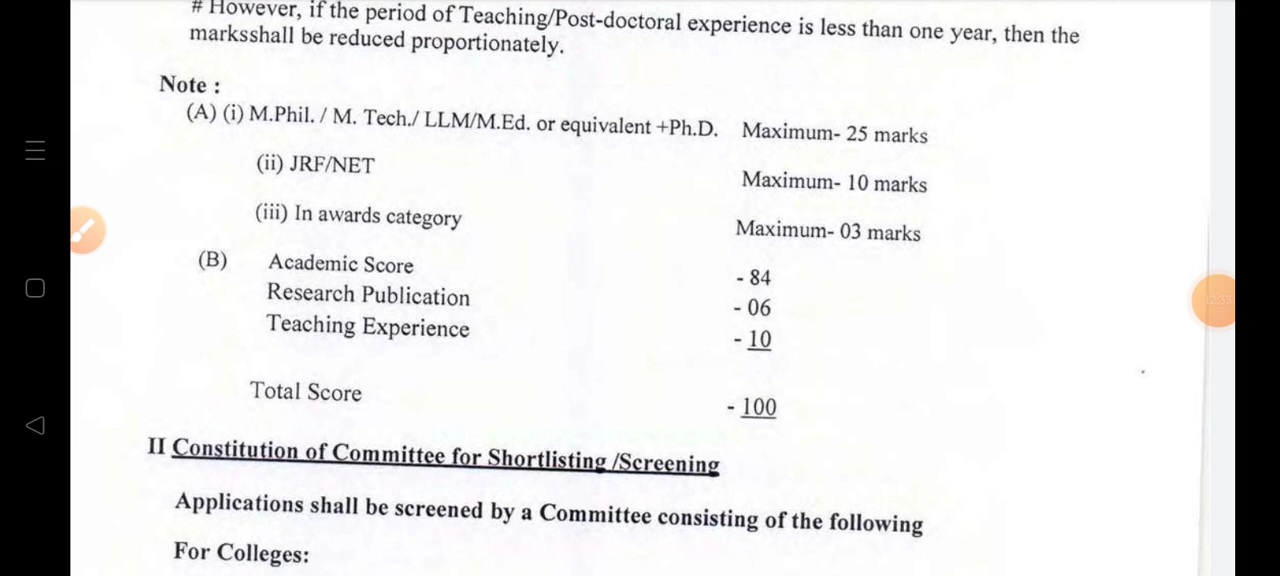 # However, if the period of Teaching/Post-doctoral experience is less than one year, then the
marksshall be reduced proportionately.
Note :
(A) (i) M.Phil. / M. Tech./ LLM/M.Ed. or equivalent +Ph.D. Maximum- 25 marks
(ii) JRF/NET Maximum- 10 marks
(iii) In awards category Maximum- 03 marks
(B) Academic Score - 84
Research Publication - 06
Teaching Experience - 10
Total Score - 100
II Constitution of Committee for Shortlisting /Screening
Applications shall be screened by a Committee consisting of the following
For Colleges:
12:33